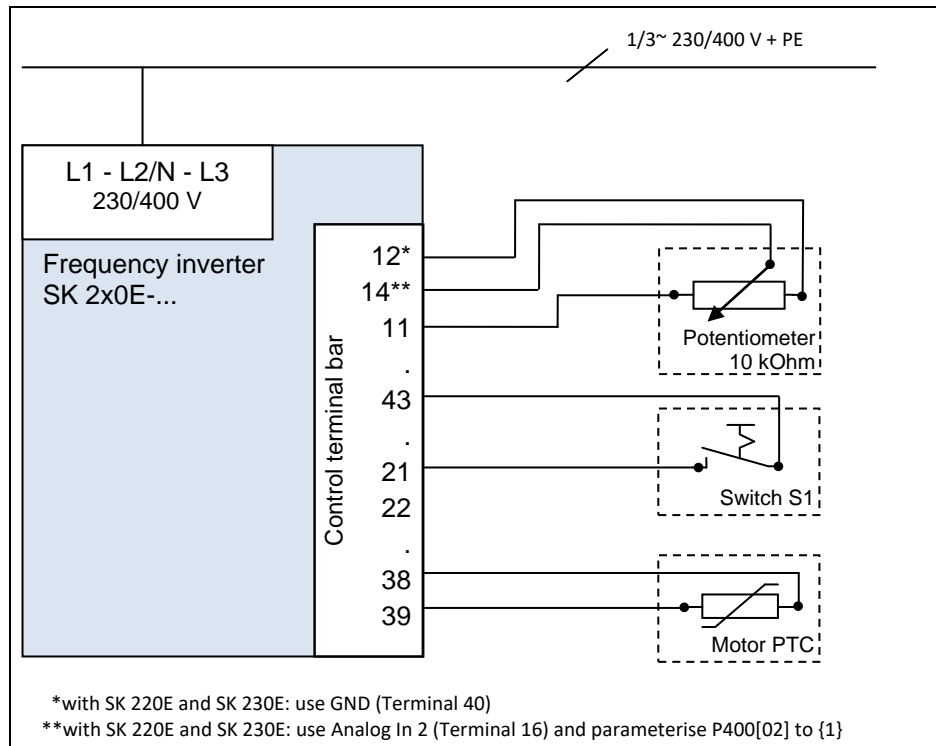 1/3~ 230/400 V + PE
L1 - L2/N - L3
230/400 V
Frequency inverter
SK 2x0E-...
Control terminal bar
12*
14**
11
.
43
.
21
22
.
38
39
Potentiometer
10 kOhm
Switch S1
Motor PTC
*with SK 220E and SK 230E: use GND (Terminal 40)
**with SK 220E and SK 230E: use Analog In 2 (Terminal 16) and parameterise P400[02] to {1}